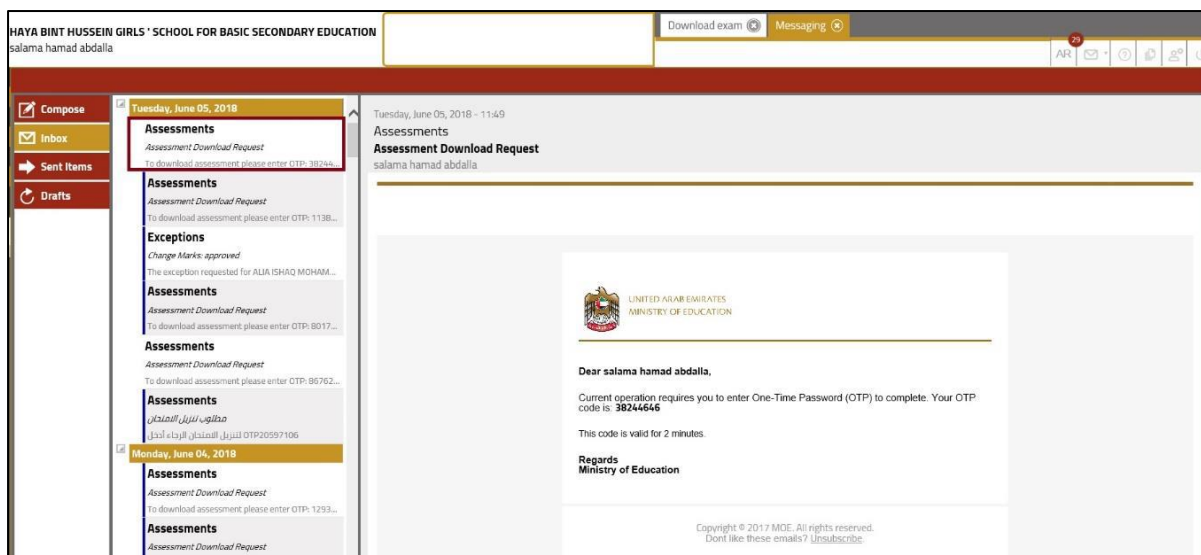 HAYA BINT HUSSEIN GIRLS ' SCHOOL FOR BASIC SECONDARY EDUCATION
salama hamad abdalla
Download exam
Messaging
29
AR
Compose
Inbox
Sent Items
Drafts
Tuesday, June 05, 2018
Assessments
Assessment Download Request
To download assessment please enter OTP: 38244...
Assessments
Assessment Download Request
To download assessment please enter OTP: 1138...
Exceptions
Change Marks: approved
The exception requested for ALIA ISHAQ MOHAM...
Assessments
Assessment Download Request
To download assessment please enter OTP: 8017...
Assessments
Assessment Download Request
To download assessment please enter OTP: 86762...
Assessments
مطلوب تنزيل الامتحان
لتنزيل الامتحان الرجاء أدخل OTP20597106
Monday, June 04, 2018
Assessments
Assessment Download Request
To download assessment please enter OTP: 1293...
Assessments
Assessment Download Request
Tuesday, June 05, 2018 - 11:49
Assessments
Assessment Download Request
salama hamad abdalla
UNITED ARAB EMIRATES
MINISTRY OF EDUCATION
Dear salama hamad abdalla,
Current operation requires you to enter One-Time Password (OTP) to complete. Your OTP
code is: 38244646
This code is valid for 2 minutes.
Regards
Ministry of Education
Copyright © 2017 MOE. All rights reserved.
Dont like these emails? Unsubscribe.